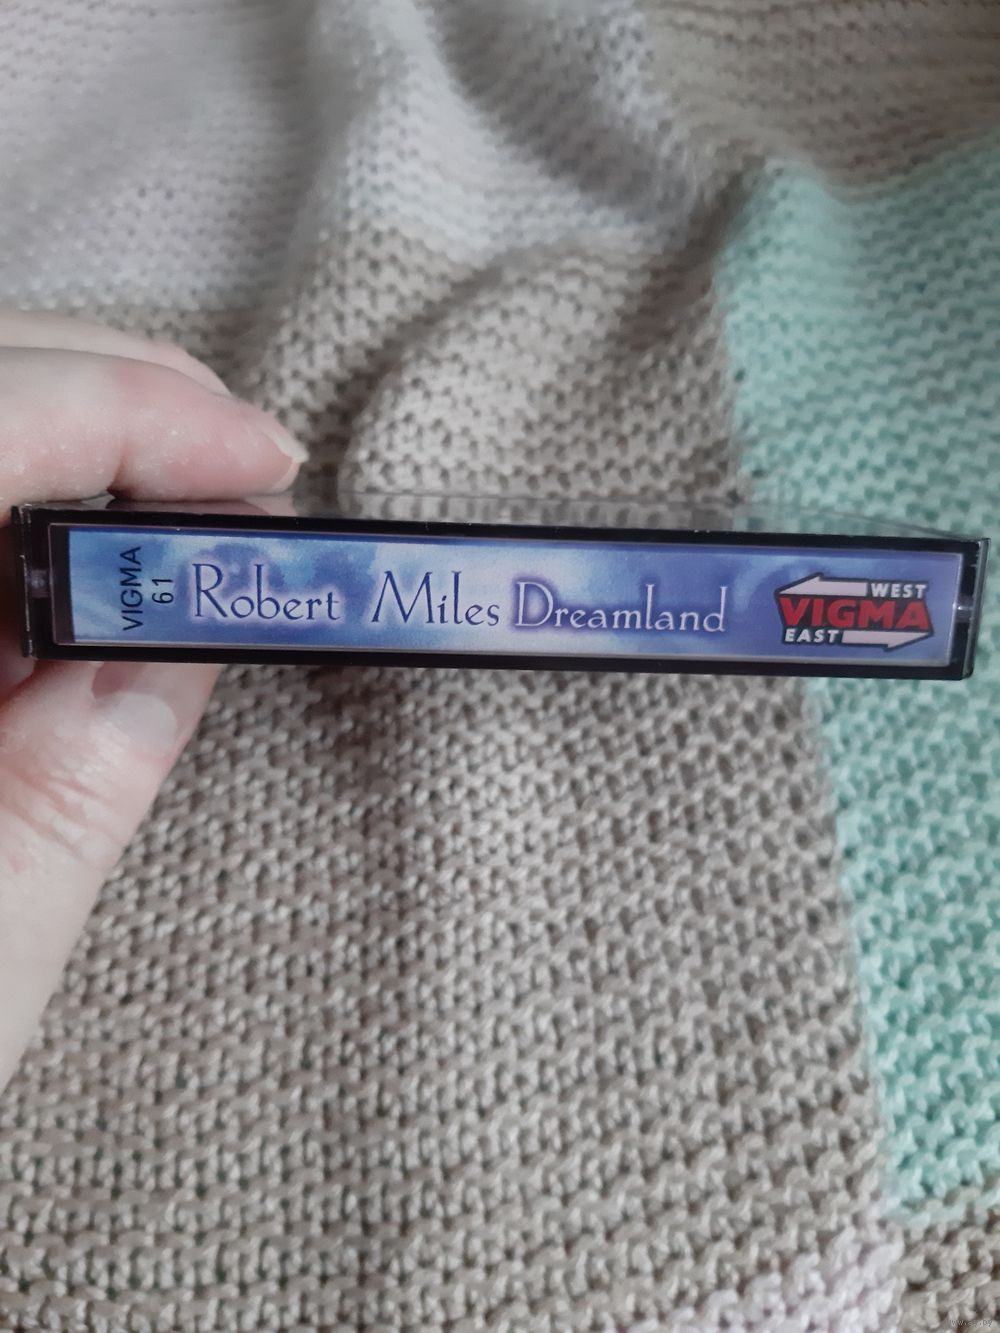 VIGMA
61
Robert Miles Dreamland
WEST
VIGMA
EAST